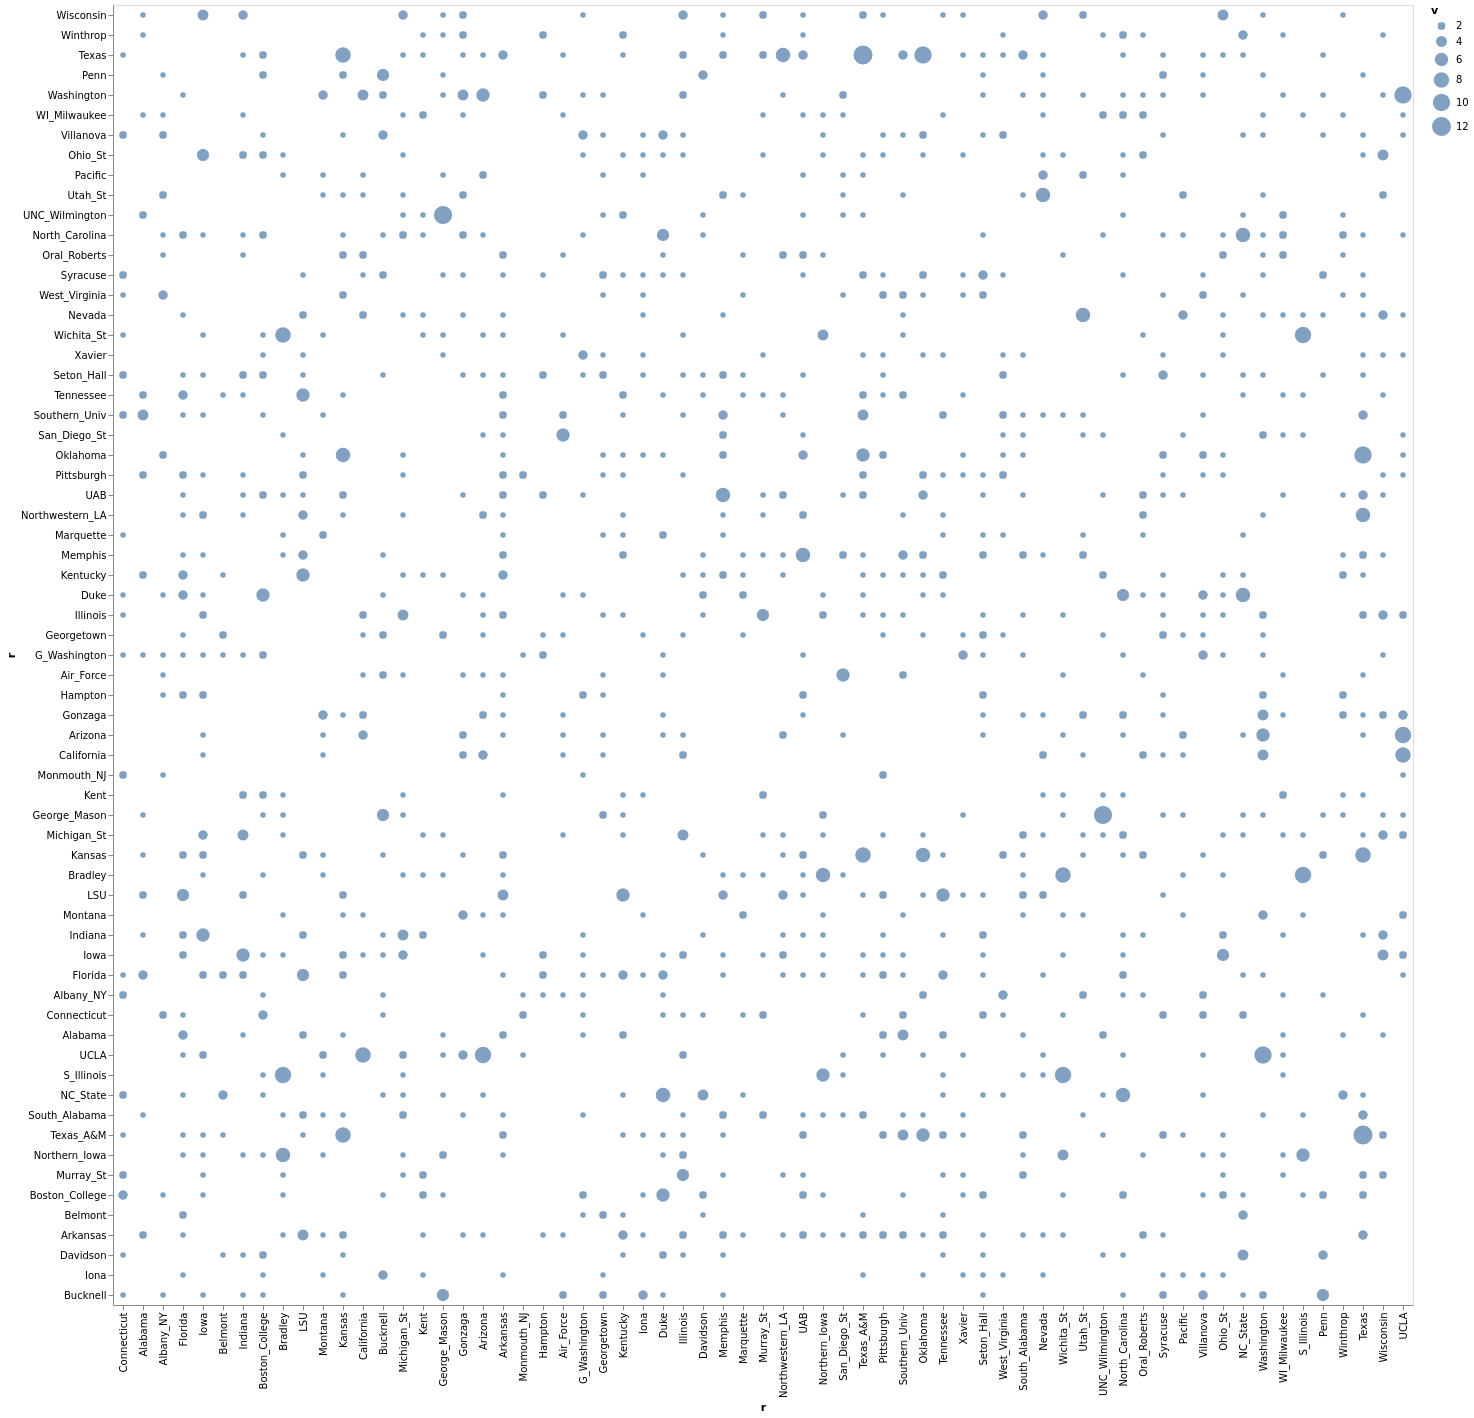 Wisconsin
Winthrop
Texas
Penn
Washington
WI_Milwaukee
Villanova
Ohio_St
Pacific
Utah_St
UNC_Wilmington
North_Carolina
Oral_Roberts
Syracuse
West_Virginia
Nevada
Wichita_St
Xavier
Seton_Hall
Tennessee
Southern_Univ
San_Diego_St
Oklahoma
Pittsburgh
UAB
Northwestern_LA
Marquette
Memphis
Kentucky
Duke
Illinois
Georgetown
G_Washington
Air_Force
Hampton
Gonzaga
Arizona
California
Monmouth_NJ
Kent
George_Mason
Michigan_St
Kansas
Bradley
LSU
Montana
Indiana
Iowa
Florida
Albany_NY
Connecticut
Alabama
UCLA
S_Illinois
NC_State
South_Alabama
Texas_A&M
Northern_Iowa
Murray_St
Boston_College
Belmont
Arkansas
Davidson
Iona
Bucknell
r
Connecticut
Alabama
Albany_NY
Florida
Iowa
Belmont
Indiana
Boston_College
Bradley
LSU
Montana
Kansas
California
Bucknell
Michigan_St
Kent
George_Mason
Gonzaga
Arizona
Arkansas
Monmouth_NJ
Hampton
Air_Force
G_Washington
Georgetown
Kentucky
Iona
Duke
Illinois
Davidson
Memphis
Marquette
Murray_St
Northwestern_LA
UAB
Northern_Iowa
San_Diego_St
Texas_A&M
Pittsburgh
Southern_Univ
Oklahoma
Tennessee
Xavier
Seton_Hall
West_Virginia
South_Alabama
Nevada
Wichita_St
Utah_St
UNC_Wilmington
North_Carolina
Oral_Roberts
Syracuse
Pacific
Villanova
Ohio_St
NC_State
Washington
WI_Milwaukee
S_Illinois
Penn
Winthrop
Texas
Wisconsin
UCLA
r
v
2
4
6
8
10
12